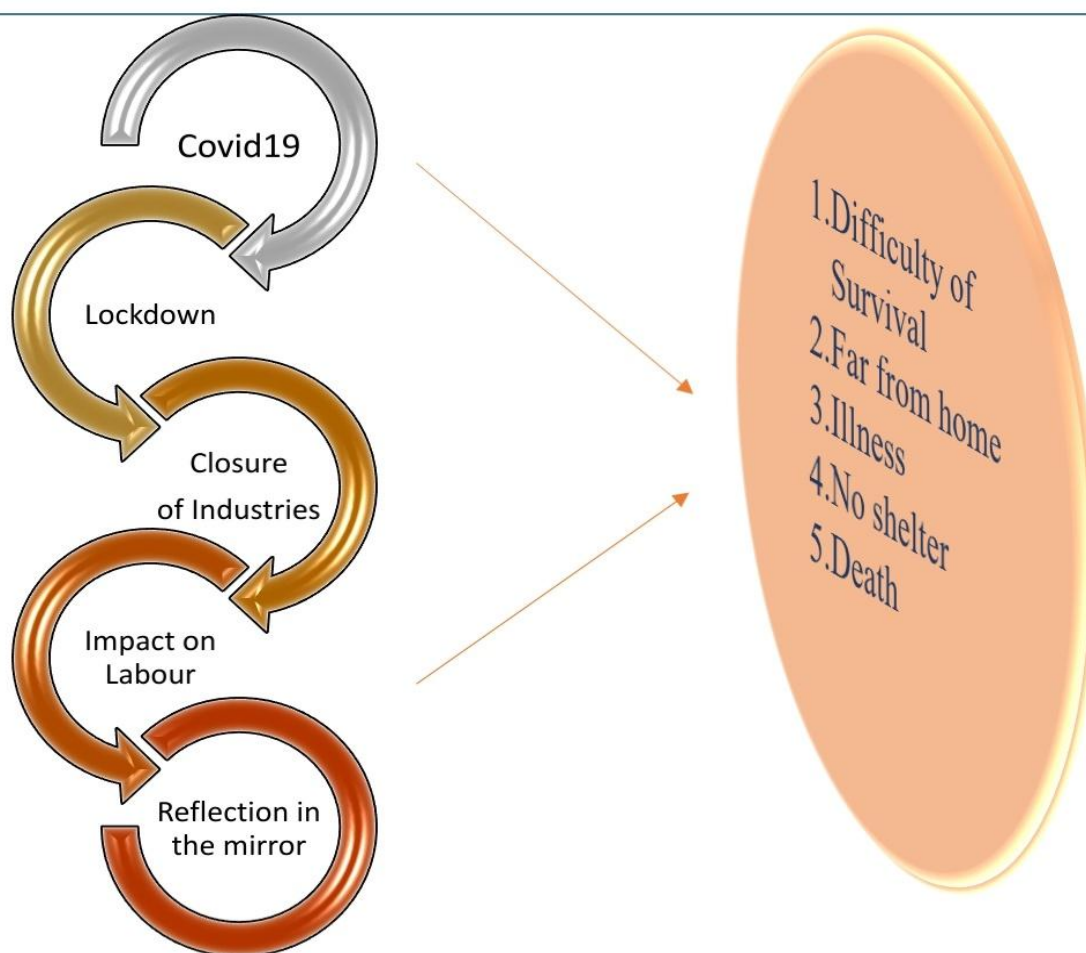 Covid19
Lockdown
Closure
of Industries
Impact on
Labour
Reflection in
the mirror
1.Difficulty of
Survival
2.Far from home
3.Illness
4.No shelter
5.Death